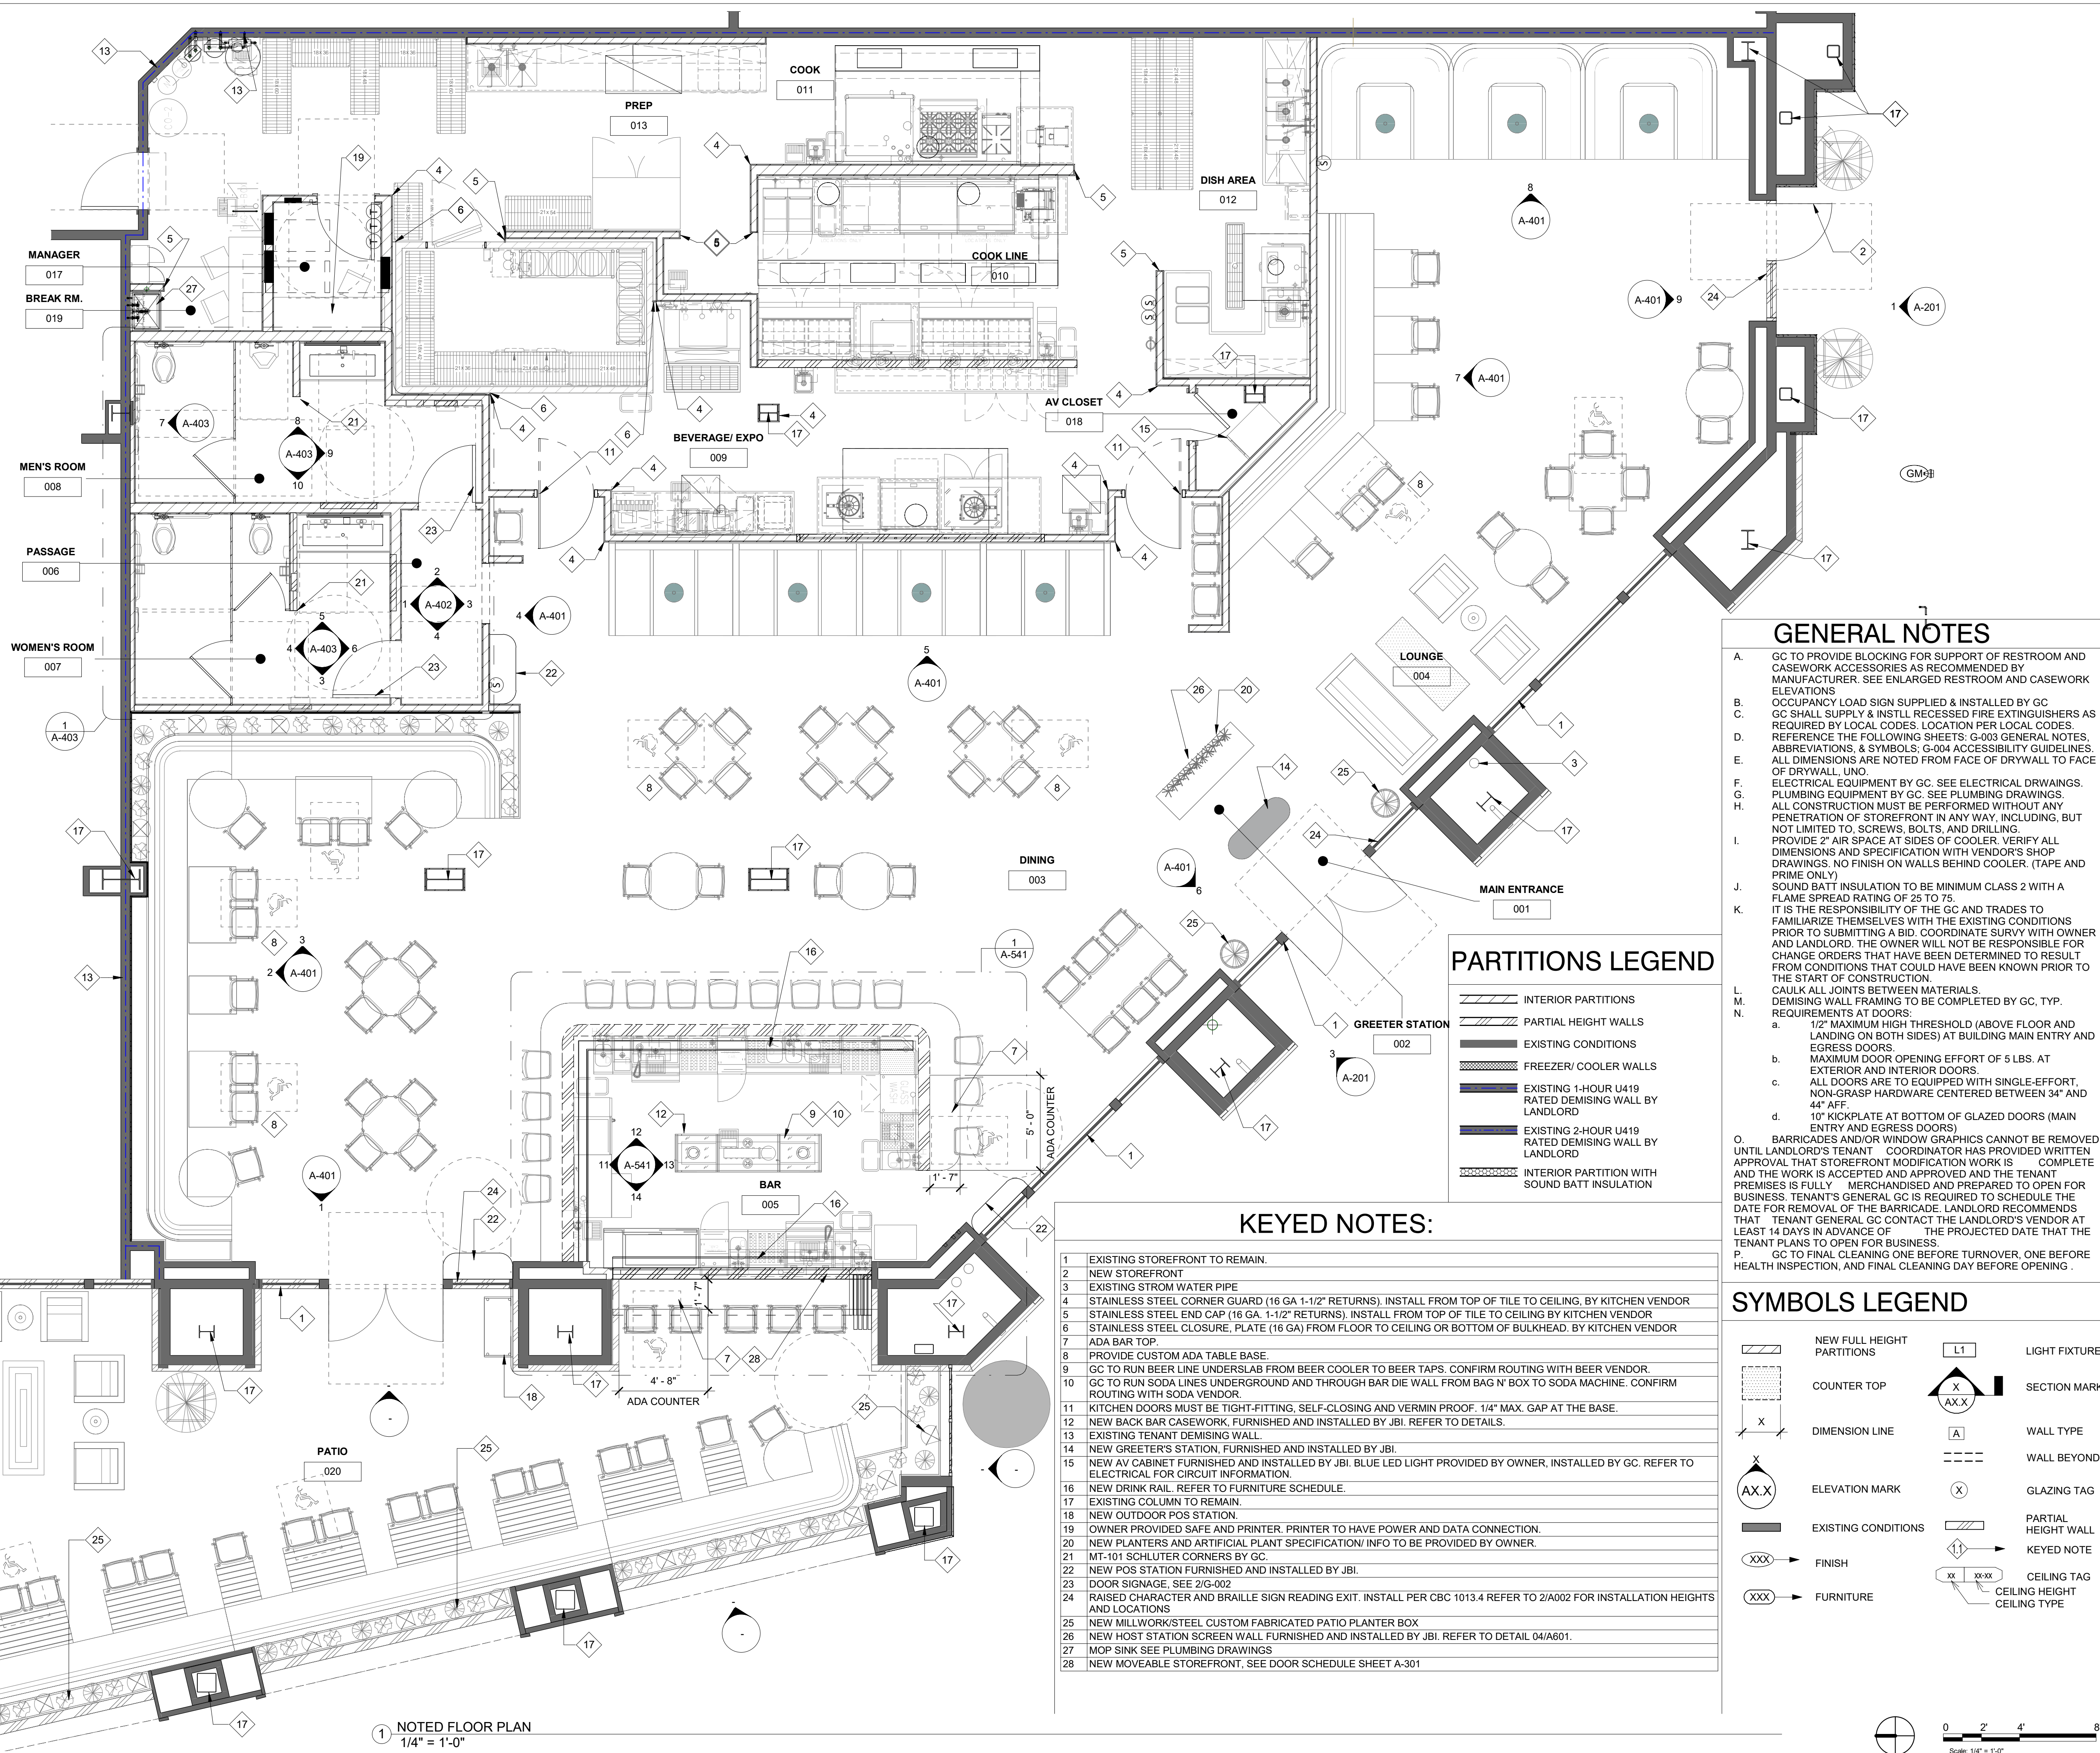 COOK
011
PREP
013
DISH AREA
012
COOK LINE
010
MANAGER
017
BREAK RM.
019
AV CLOSET
018
BEVERAGE/ EXPO
009
MEN'S ROOM
008
PASSAGE
006
WOMEN'S ROOM
007
LOUNGE
004
DINING
003
MAIN ENTRANCE
001
GREETER STATION
002
BAR
005
PATIO
020
A-401
A-403
A-402
A-201
1
A-403
1
A-541
A-541
GLASS WASH
5' - 0"
ADA COUNTER
1' - 7"
1' - 7"
4' - 8"
ADA COUNTER
GM
PARTITIONS LEGEND
INTERIOR PARTITIONS
PARTIAL HEIGHT WALLS
EXISTING CONDITIONS
FREEZER/ COOLER WALLS
EXISTING 1-HOUR U419
RATED DEMISING WALL BY
LANDLORD
EXISTING 2-HOUR U419
RATED DEMISING WALL BY
LANDLORD
INTERIOR PARTITION WITH
SOUND BATT INSULATION
KEYED NOTES:
1 EXISTING STOREFRONT TO REMAIN.
2 NEW STOREFRONT
3 EXISTING STROM WATER PIPE
4 STAINLESS STEEL CORNER GUARD (16 GA 1-1/2" RETURNS). INSTALL FROM TOP OF TILE TO CEILING, BY KITCHEN VENDOR
5 STAINLESS STEEL END CAP (16 GA. 1-1/2" RETURNS). INSTALL FROM TOP OF TILE TO CEILING BY KITCHEN VENDOR
6 STAINLESS STEEL CLOSURE, PLATE (16 GA) FROM FLOOR TO CEILING OR BOTTOM OF BULKHEAD. BY KITCHEN VENDOR
7 ADA BAR TOP.
8 PROVIDE CUSTOM ADA TABLE BASE.
9 GC TO RUN BEER LINE UNDERSLAB FROM BEER COOLER TO BEER TAPS. CONFIRM ROUTING WITH BEER VENDOR.
10 GC TO RUN SODA LINES UNDERGROUND AND THROUGH BAR DIE WALL FROM BAG N' BOX TO SODA MACHINE. CONFIRM
ROUTING WITH SODA VENDOR.
11 KITCHEN DOORS MUST BE TIGHT-FITTING, SELF-CLOSING AND VERMIN PROOF. 1/4" MAX. GAP AT THE BASE.
12 NEW BACK BAR CASEWORK, FURNISHED AND INSTALLED BY JBI. REFER TO DETAILS.
13 EXISTING TENANT DEMISING WALL.
14 NEW GREETER'S STATION, FURNISHED AND INSTALLED BY JBI.
15 NEW AV CABINET FURNISHED AND INSTALLED BY JBI. BLUE LED LIGHT PROVIDED BY OWNER, INSTALLED BY GC. REFER TO
ELECTRICAL FOR CIRCUIT INFORMATION.
16 NEW DRINK RAIL. REFER TO FURNITURE SCHEDULE.
17 EXISTING COLUMN TO REMAIN.
18 NEW OUTDOOR POS STATION.
19 OWNER PROVIDED SAFE AND PRINTER. PRINTER TO HAVE POWER AND DATA CONNECTION.
20 NEW PLANTERS AND ARTIFICIAL PLANT SPECIFICATION/ INFO TO BE PROVIDED BY OWNER.
21 MT-101 SCHLUTER CORNERS BY GC.
22 NEW POS STATION FURNISHED AND INSTALLED BY JBI.
23 DOOR SIGNAGE, SEE 2/G-002
24 RAISED CHARACTER AND BRAILLE SIGN READING EXIT. INSTALL PER CBC 1013.4 REFER TO 2/A002 FOR INSTALLATION HEIGHTS
AND LOCATIONS
25 NEW MILLWORK/STEEL CUSTOM FABRICATED PATIO PLANTER BOX
26 NEW HOST STATION SCREEN WALL FURNISHED AND INSTALLED BY JBI. REFER TO DETAIL 04/A601.
27 MOP SINK SEE PLUMBING DRAWINGS
28 NEW MOVEABLE STOREFRONT, SEE DOOR SCHEDULE SHEET A-301
GENERAL NOTES
A. GC TO PROVIDE BLOCKING FOR SUPPORT OF RESTROOM AND
CASEWORK ACCESSORIES AS RECOMMENDED BY
MANUFACTURER. SEE ENLARGED RESTROOM AND CASEWORK
ELEVATIONS
B. OCCUPANCY LOAD SIGN SUPPLIED & INSTALLED BY GC
C. GC SHALL SUPPLY & INSTLL RECESSED FIRE EXTINGUISHERS AS
REQUIRED BY LOCAL CODES. LOCATION PER LOCAL CODES.
D. REFERENCE THE FOLLOWING SHEETS: G-003 GENERAL NOTES,
ABBREVIATIONS, & SYMBOLS; G-004 ACCESSIBILITY GUIDELINES.
E. ALL DIMENSIONS ARE NOTED FROM FACE OF DRYWALL TO FACE
OF DRYWALL, UNO.
F. ELECTRICAL EQUIPMENT BY GC. SEE ELECTRICAL DRWAINGS.
G. PLUMBING EQUIPMENT BY GC. SEE PLUMBING DRAWINGS.
H. ALL CONSTRUCTION MUST BE PERFORMED WITHOUT ANY
PENETRATION OF STOREFRONT IN ANY WAY, INCLUDING, BUT
NOT LIMITED TO, SCREWS, BOLTS, AND DRILLING.
I. PROVIDE 2" AIR SPACE AT SIDES OF COOLER. VERIFY ALL
DIMENSIONS AND SPECIFICATION WITH VENDOR'S SHOP
DRAWINGS. NO FINISH ON WALLS BEHIND COOLER. (TAPE AND
PRIME ONLY)
J. SOUND BATT INSULATION TO BE MINIMUM CLASS 2 WITH A
FLAME SPREAD RATING OF 25 TO 75.
K. IT IS THE RESPONSIBILITY OF THE GC AND TRADES TO
FAMILIARIZE THEMSELVES WITH THE EXISTING CONDITIONS
PRIOR TO SUBMITTING A BID. COORDINATE SURVY WITH OWNER
AND LANDLORD. THE OWNER WILL NOT BE RESPONSIBLE FOR
CHANGE ORDERS THAT HAVE BEEN DETERMINED TO RESULT
FROM CONDITIONS THAT COULD HAVE BEEN KNOWN PRIOR TO
THE START OF CONSTRUCTION.
L. CAULK ALL JOINTS BETWEEN MATERIALS.
M. DEMISING WALL FRAMING TO BE COMPLETED BY GC, TYP.
N. REQUIREMENTS AT DOORS:
a. 1/2" MAXIMUM HIGH THRESHOLD (ABOVE FLOOR AND
LANDING ON BOTH SIDES) AT BUILDING MAIN ENTRY AND
EGRESS DOORS.
b. MAXIMUM DOOR OPENING EFFORT OF 5 LBS. AT
EXTERIOR AND INTERIOR DOORS.
c. ALL DOORS ARE TO EQUIPPED WITH SINGLE-EFFORT,
NON-GRASP HARDWARE CENTERED BETWEEN 34" AND
44" AFF.
d. 10" KICKPLATE AT BOTTOM OF GLAZED DOORS (MAIN
ENTRY AND EGRESS DOORS)
O. BARRICADES AND/OR WINDOW GRAPHICS CANNOT BE REMOVED
UNTIL LANDLORD'S TENANT COORDINATOR HAS PROVIDED WRITTEN
APPROVAL THAT STOREFRONT MODIFICATION WORK IS COMPLETE
AND THE WORK IS ACCEPTED AND APPROVED AND THE TENANT
PREMISES IS FULLY MERCHANDISED AND PREPARED TO OPEN FOR
BUSINESS. TENANT'S GENERAL GC IS REQUIRED TO SCHEDULE THE
DATE FOR REMOVAL OF THE BARRICADE. LANDLORD RECOMMENDS
THAT TENANT GENERAL GC CONTACT THE LANDLORD'S VENDOR AT
LEAST 14 DAYS IN ADVANCE OF THE PROJECTED DATE THAT THE
TENANT PLANS TO OPEN FOR BUSINESS.
P. GC TO FINAL CLEANING ONE BEFORE TURNOVER, ONE BEFORE
HEALTH INSPECTION, AND FINAL CLEANING DAY BEFORE OPENING .
SYMBOLS LEGEND
NEW FULL HEIGHT
PARTITIONS
L1 LIGHT FIXTURE
COUNTER TOP
X
AX.X
SECTION MARK
X DIMENSION LINE
A WALL TYPE
WALL BEYOND
X
AX.X ELEVATION MARK
X GLAZING TAG
EXISTING CONDITIONS
PARTIAL
HEIGHT WALL
1.1 KEYED NOTE
XXX FINISH
XX XX-XX CEILING TAG
CEILING HEIGHT
CEILING TYPE
XXX FURNITURE
1 NOTED FLOOR PLAN
1/4" = 1'-0"
0 2' 4' 8
Scale: 1/4" = 1'-0"